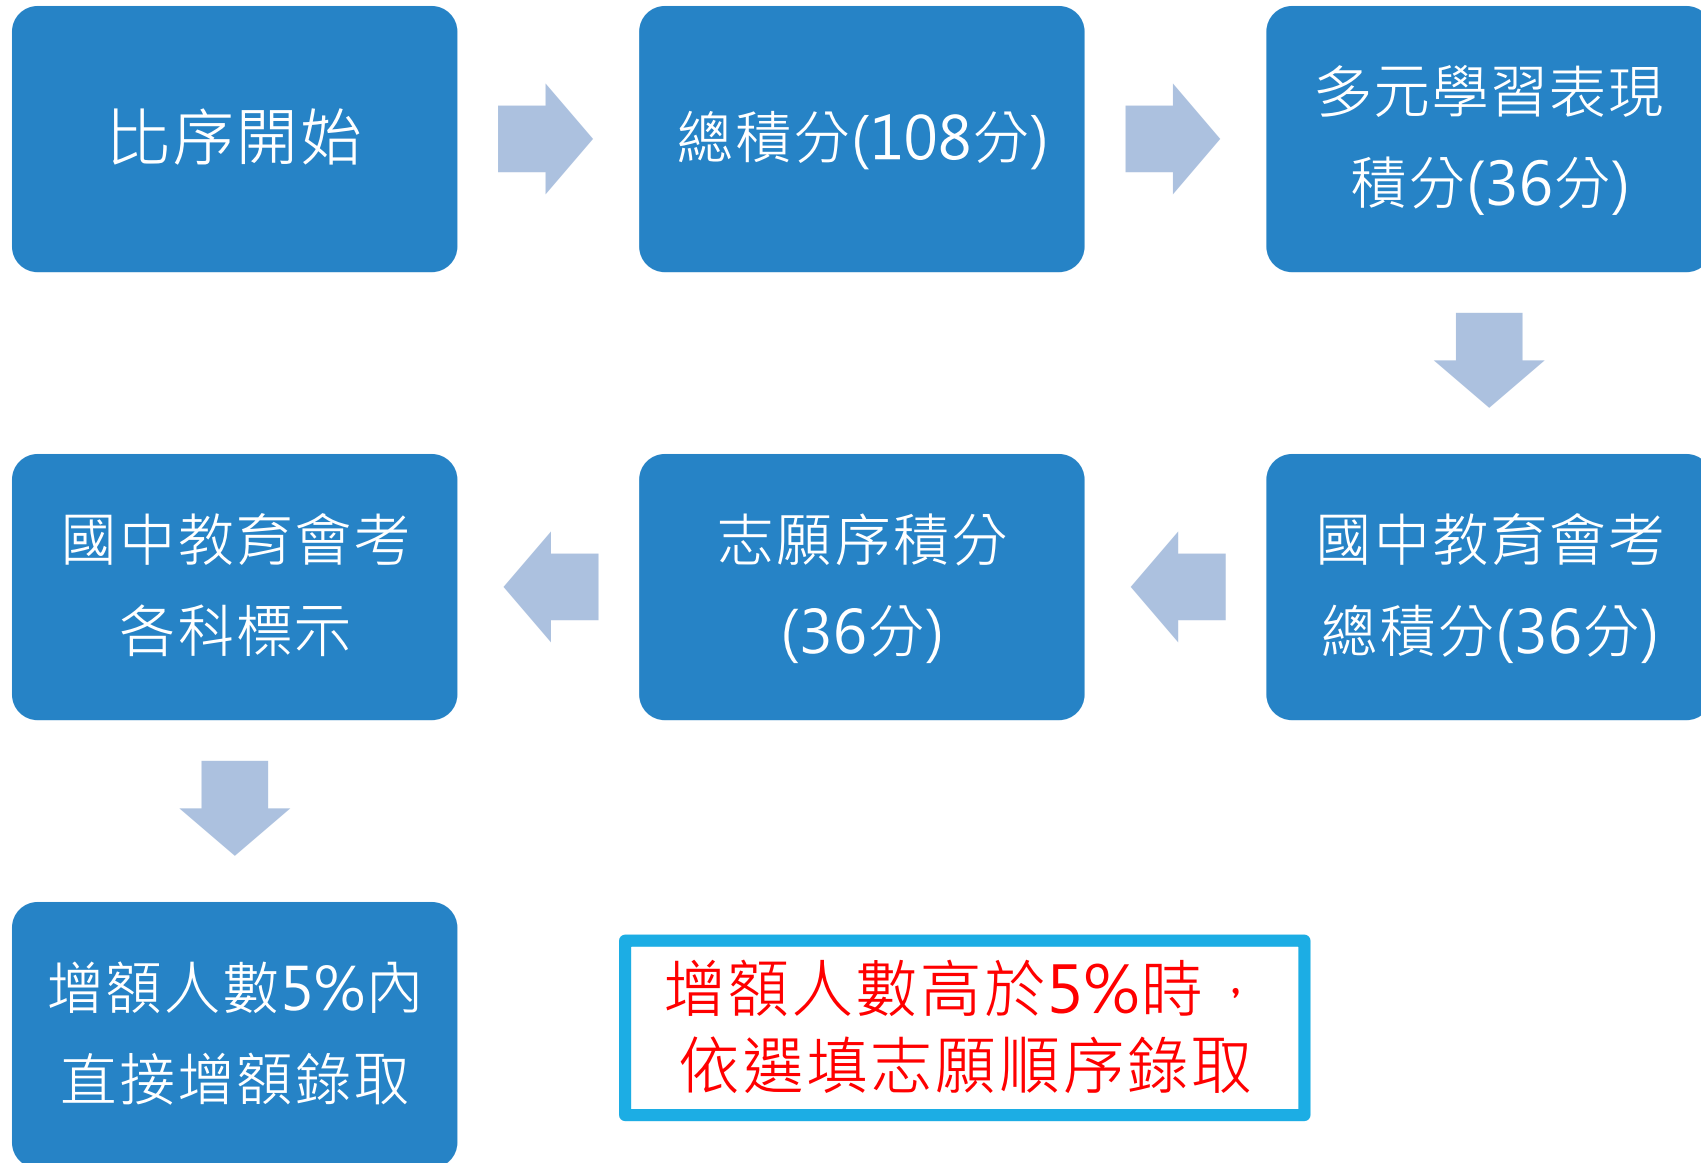 比序開始
總積分(108分)
多元學習表現
積分(36分)
國中教育會考
總積分(36分)
志願序積分
(36分)
國中教育會考
各科標示
增額人數5%內
直接增額錄取
增額人數高於5%時，
依選填志願順序錄取